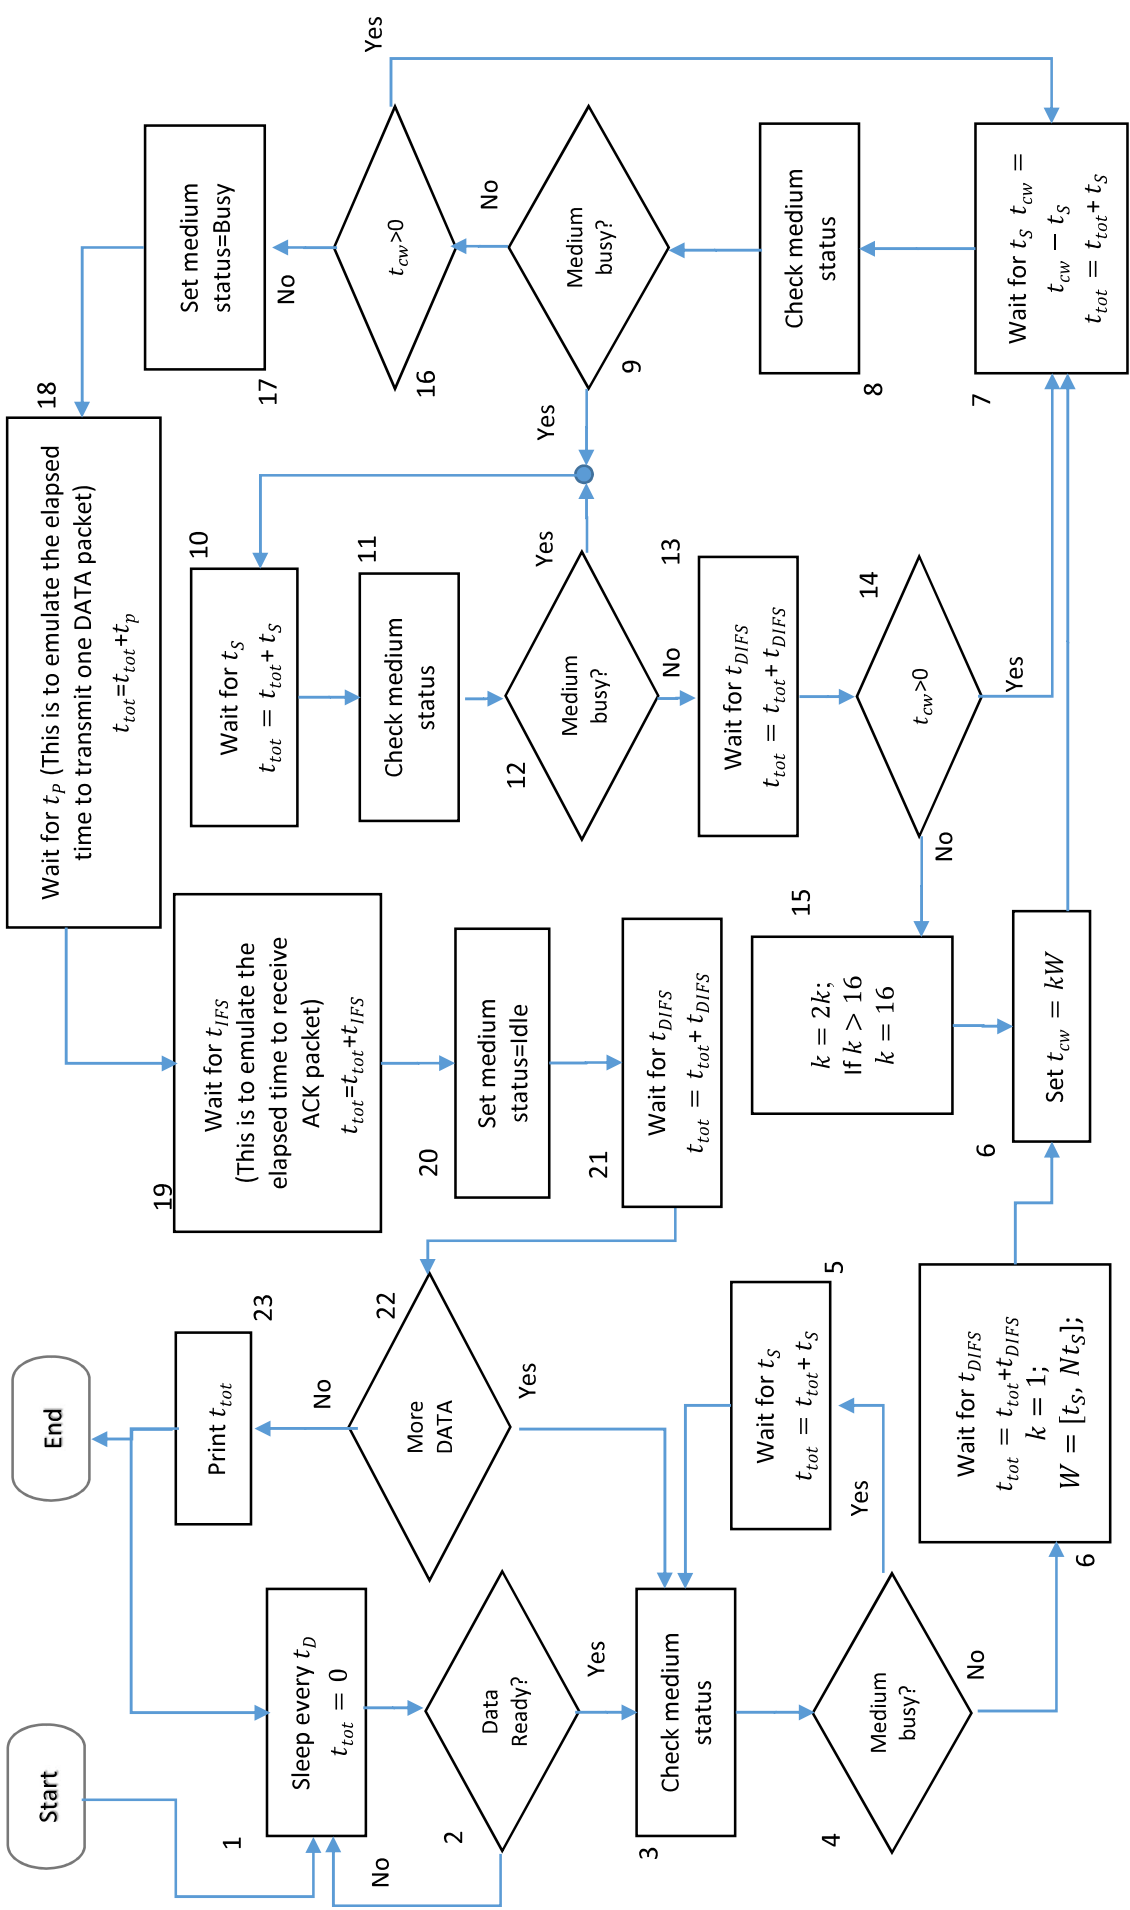 Start
1
Sleep every t_D
t_tot = 0
2
Data
Ready?
No
Yes
3
Check medium
status
4
Medium
busy?
Yes
No
5
Wait for t_S
t_tot = t_tot+ t_S
6
Wait for t_DIFS
t_tot = t_tot+t_DIFS
k = 1;
W = [t_S, Nt_S];
6
Set t_cw = kW
7
Wait for t_S t_cw =
t_cw − t_S
t_tot = t_tot+ t_S
8
Check medium
status
9
Medium
busy?
Yes
No
10
Wait for t_S
t_tot = t_tot+ t_S
11
Check medium
status
12
Medium
busy?
Yes
No
13
Wait for t_DIFS
t_tot = t_tot+ t_DIFS
14
t_cw>0
No
Yes
15
k = 2k;
If k > 16
k = 16
16
t_cw>0
Yes
No
17
Set medium
status=Busy
18
Wait for t_P (This is to emulate the elapsed
time to transmit one DATA packet)
t_tot=t_tot+t_p
19
Wait for t_IFS
(This is to emulate the
elapsed time to receive
ACK packet)
t_tot=t_tot+t_IFS
20
Set medium
status=Idle
21
Wait for t_DIFS
t_tot = t_tot+ t_DIFS
22
More
DATA
Yes
No
23
Print t_tot
End